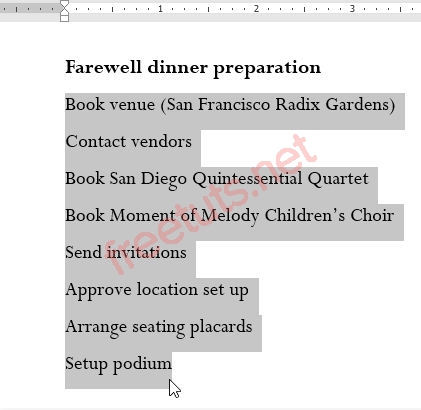 1 2 3
Farewell dinner preparation
Book venue (San Francisco Radix Gardens)
Contact vendors
Book San Diego Quintessential Quartet
Book Moment of Melody Children’s Choir
Send invitations
Approve location set up
Arrange seating placards
Setup podium
freetuts.net